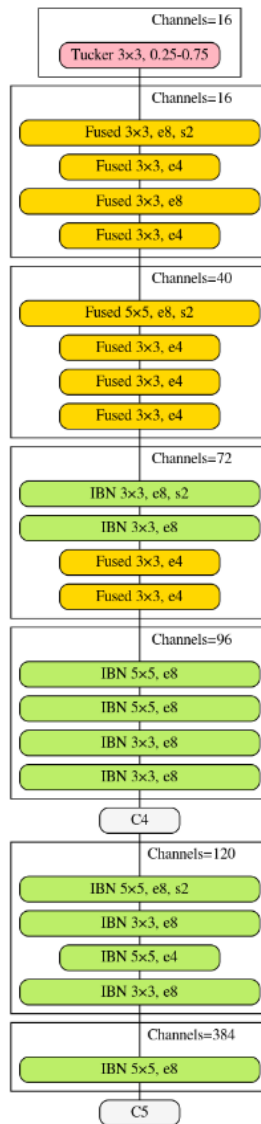 Channels=16
Tucker 3×3, 0.25-0.75
Channels=16
Fused 3×3, e8, s2
Fused 3×3, e4
Fused 3×3, e8
Fused 3×3, e4
Channels=40
Fused 5×5, e8, s2
Fused 3×3, e4
Fused 3×3, e4
Fused 3×3, e4
Channels=72
IBN 3×3, e8, s2
IBN 3×3, e8
Fused 3×3, e4
Fused 3×3, e4
Channels=96
IBN 5×5, e8
IBN 5×5, e8
IBN 3×3, e8
IBN 3×3, e8
C4
Channels=120
IBN 5×5, e8, s2
IBN 3×3, e8
IBN 5×5, e4
IBN 3×3, e8
Channels=384
IBN 5×5, e8
C5